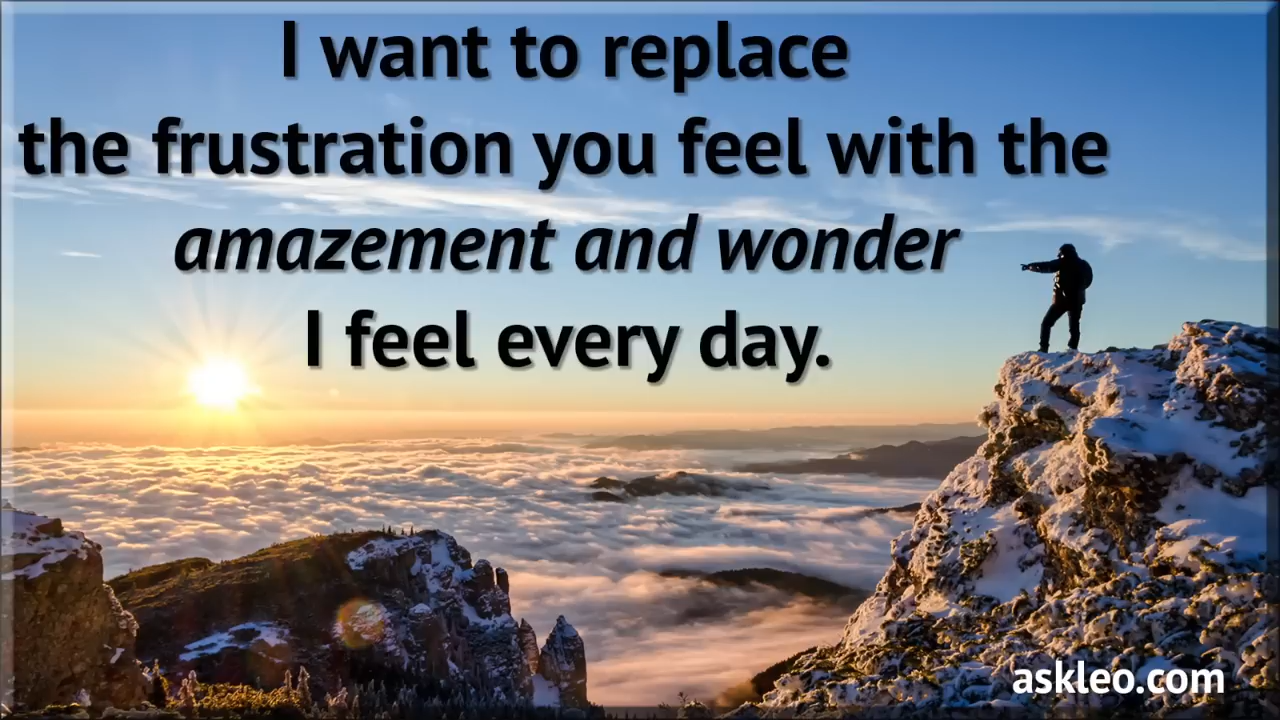 I want to replace
the frustration you feel with the
amazement and wonder
I feel every day.
askleo.com